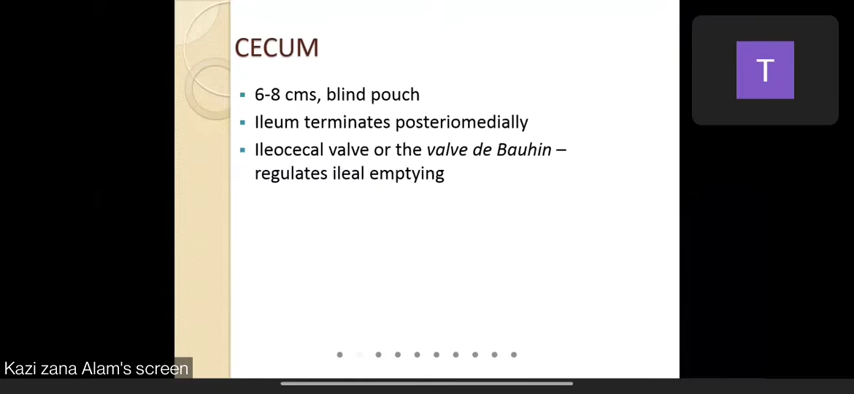 CECUM
6-8 cms, blind pouch
Ileum terminates posteriomedially
Ileocecal valve or the valve de Bauhin –
regulates ileal emptying
T
Kazi zana Alam's screen